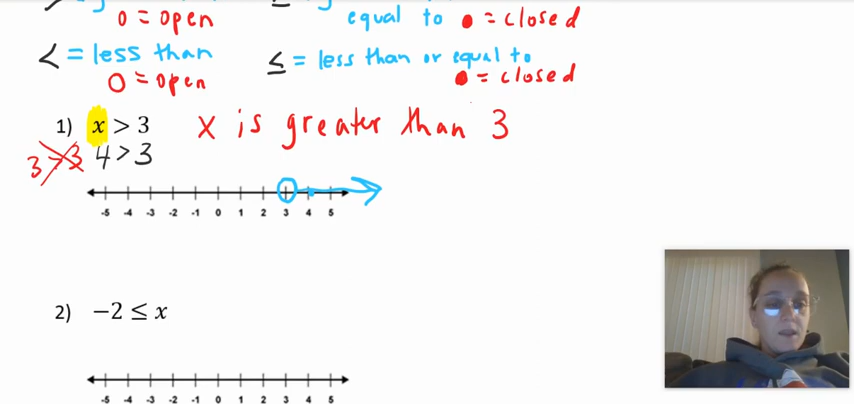 0 = open
equal to • = closed
< = less than
≤ = less than or equal to
0 = open
• = closed
1) x > 3
x is greater than 3
3 > 3
4 > 3
-5 -4 -3 -2 -1 0 1 2 3 4 5
2) −2 ≤ x
-5 -4 -3 -2 -1 0 1 2 3 4 5